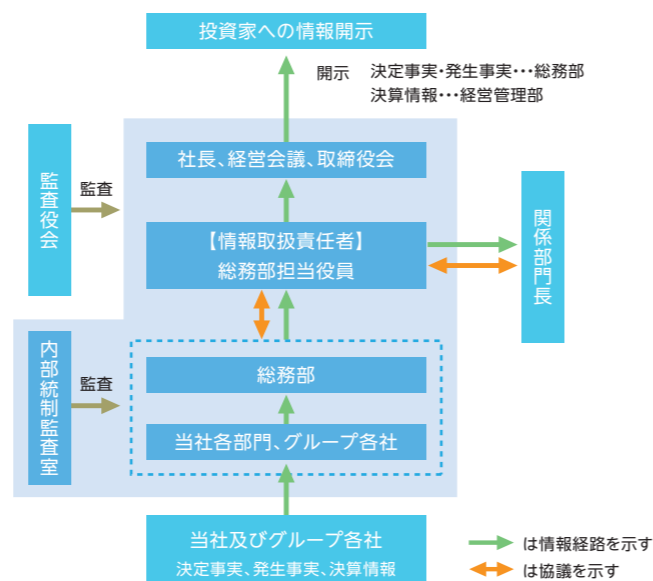 投資家への情報開示
開示 決定事実・発生事実・・・総務部
決算情報・・・経営管理部
社長、経営会議、取締役会
監査役会
監査
【情報取扱責任者】
総務部担当役員
関係部門長
内部統制監査室
監査
総務部
当社各部門、グループ各社
当社及びグループ各社
決定事実、発生事実、決算情報
は情報経路を示す
は協議を示す